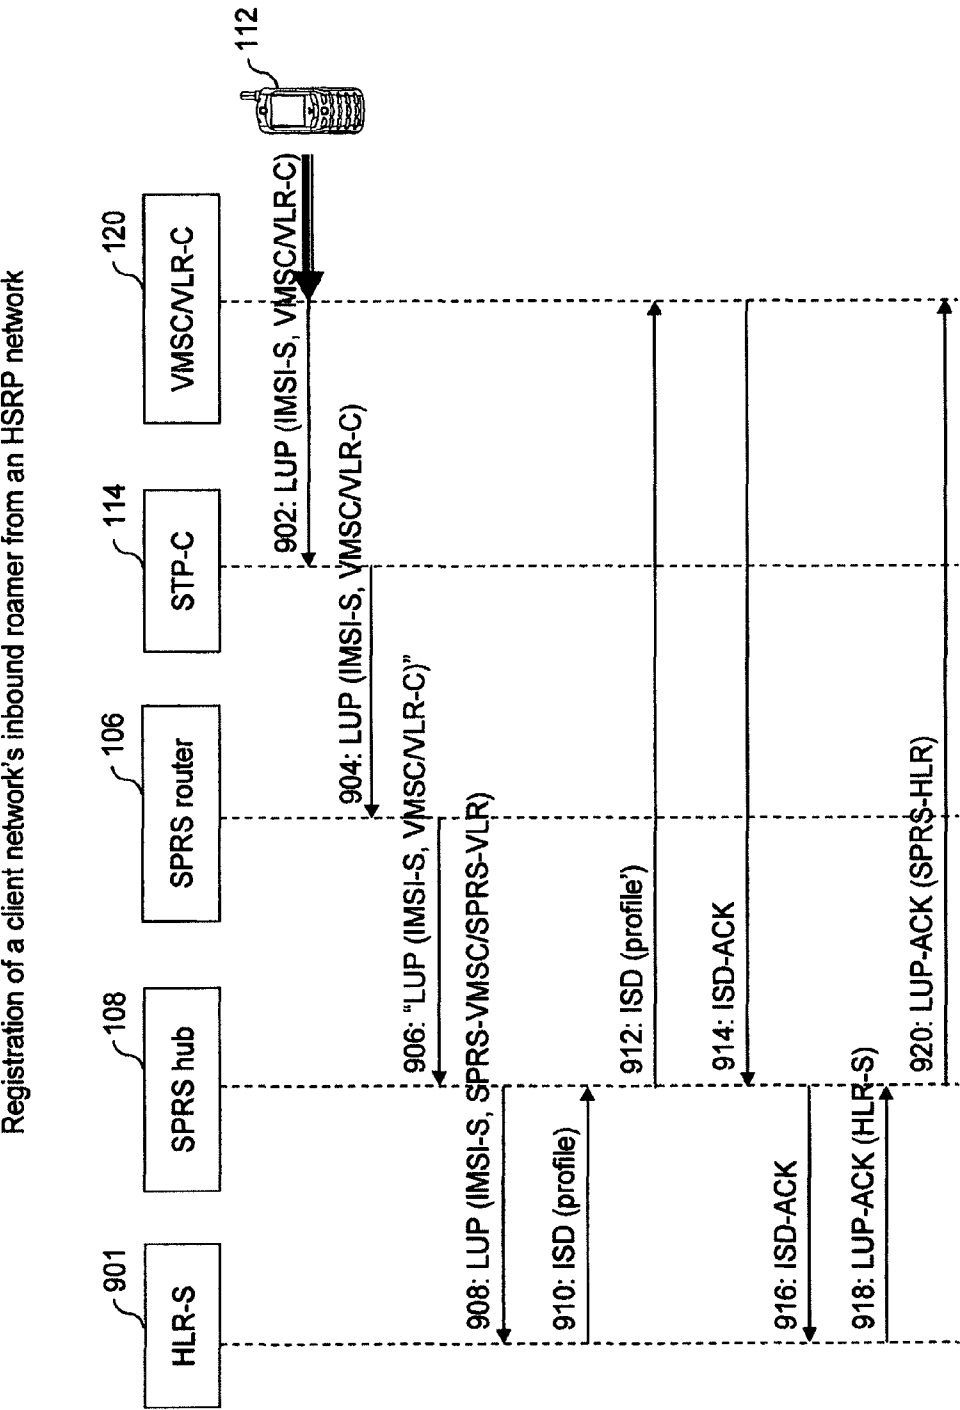 Registration of a client network's inbound roamer from an HSRP network
901
HLR-S
108
SPRS hub
106
SPRS router
114
STP-C
120
VMSC/VLR-C
112
902: LUP (IMSI-S, VMSC/VLR-C)
904: LUP (IMSI-S, VMSC/VLR-C)
906: “LUP (IMSI-S, VMSC/VLR-C)”
908: LUP (IMSI-S, SPRS-VMSC/SPRS-VLR)
910: ISD (profile)
912: ISD (profile')
914: ISD-ACK
916: ISD-ACK
918: LUP-ACK (HLR-S)
920: LUP-ACK (SPRS-HLR)